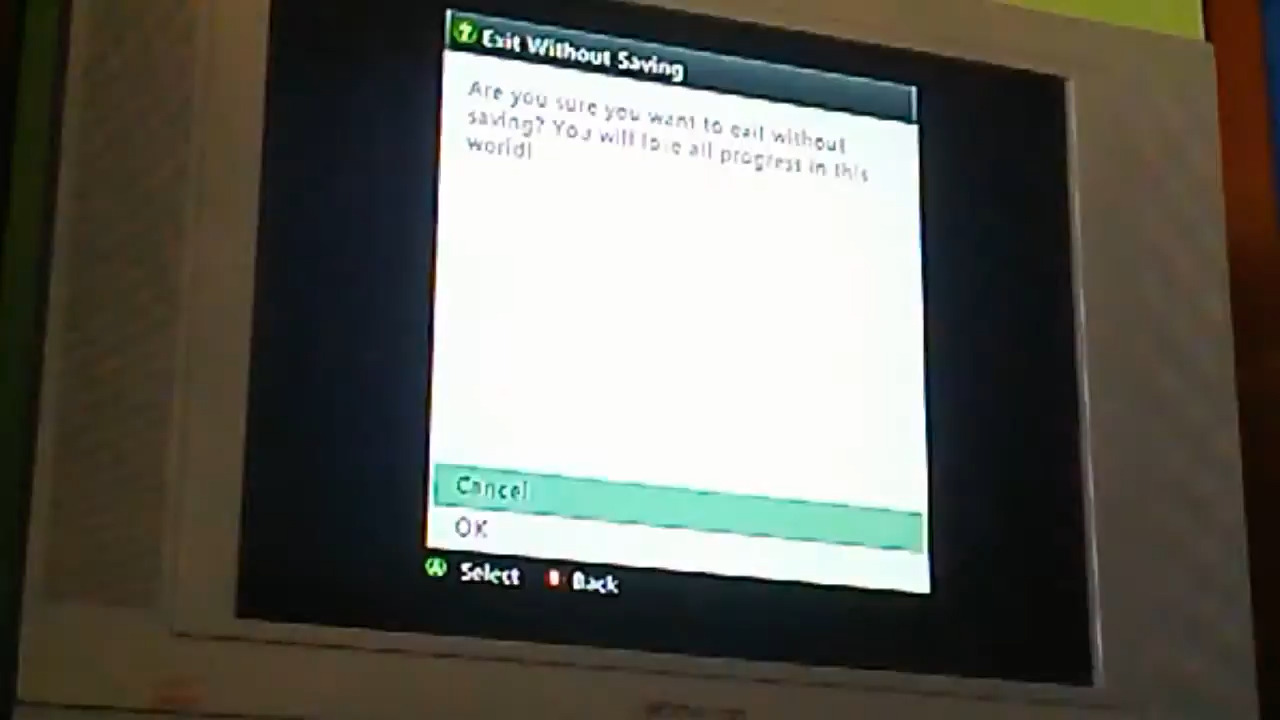 Exit Without Saving
Are you sure you want to exit without
saving? You will lose all progress in this
world!
Cancel
OK
Select Back